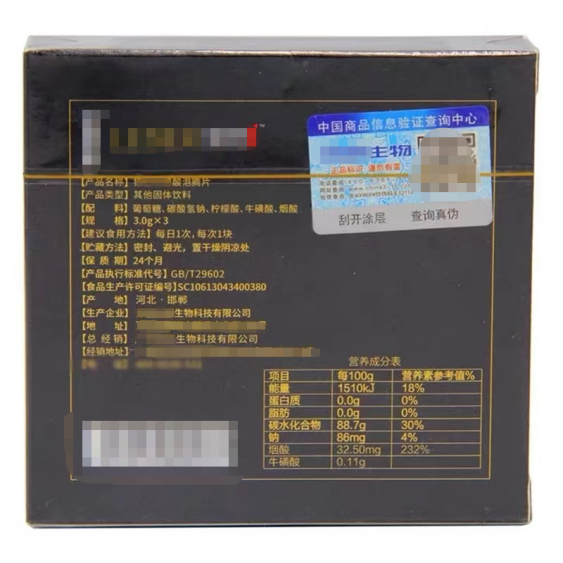 ™
中国商品信息验证查询中心
生物
正品标识 谨防假冒
刮开涂层 查询真伪
【产品名称】 酸泡腾片
【产品类型】其他固体饮料
【配 料】葡萄糖、碳酸氢钠、柠檬酸、牛磺酸、烟酸
【规 格】3.0g×3
【建议食用方法】每日1次，每次1块
【贮藏方法】密封、避光，置干燥阴凉处
【保 质 期】24个月
【产品执行标准代号】GB/T29602
【食品生产许可证编号】SC10613043400380
【产 地】河北·邯郸
【生产企业】 生物科技有限公司
【地 址】
【总 经 销】 生物科技有限公司
【经销地址】
营养成分表
项目 每100g 营养素参考值%
能量 1510kJ 18%
蛋白质 0.0g 0%
脂肪 0.0g 0%
碳水化合物 88.7g 30%
钠 86mg 4%
烟酸 32.50mg 232%
牛磺酸 0.11g